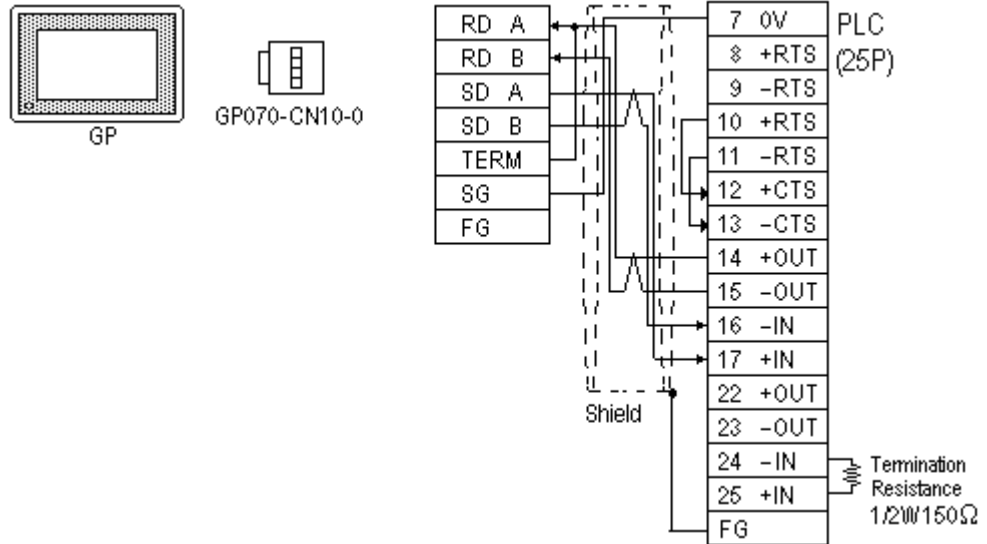 GP
GP070-CN10-0
RD A
RD B
SD A
SD B
TERM
SG
FG
Shield
7 0V
8 +RTS
9 -RTS
10 +RTS
11 -RTS
12 +CTS
13 -CTS
14 +OUT
15 -OUT
16 -IN
17 +IN
22 +OUT
23 -OUT
24 -IN
25 +IN
FG
PLC
(25P)
Termination
Resistance
1/2W150Ω